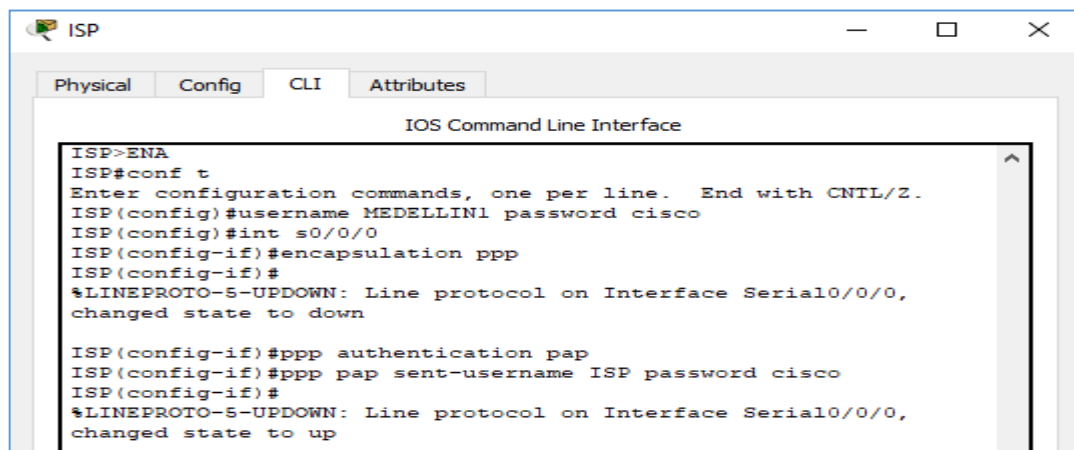 ISP
Physical Config CLI Attributes
IOS Command Line Interface
ISP>ENA
ISP#conf t
Enter configuration commands, one per line.  End with CNTL/Z.
ISP(config)#username MEDELLIN1 password cisco
ISP(config)#int s0/0/0
ISP(config-if)#encapsulation ppp
ISP(config-if)#
%LINEPROTO-5-UPDOWN: Line protocol on Interface Serial0/0/0,
changed state to down
ISP(config-if)#ppp authentication pap
ISP(config-if)#ppp pap sent-username ISP password cisco
ISP(config-if)#
%LINEPROTO-5-UPDOWN: Line protocol on Interface Serial0/0/0,
changed state to up